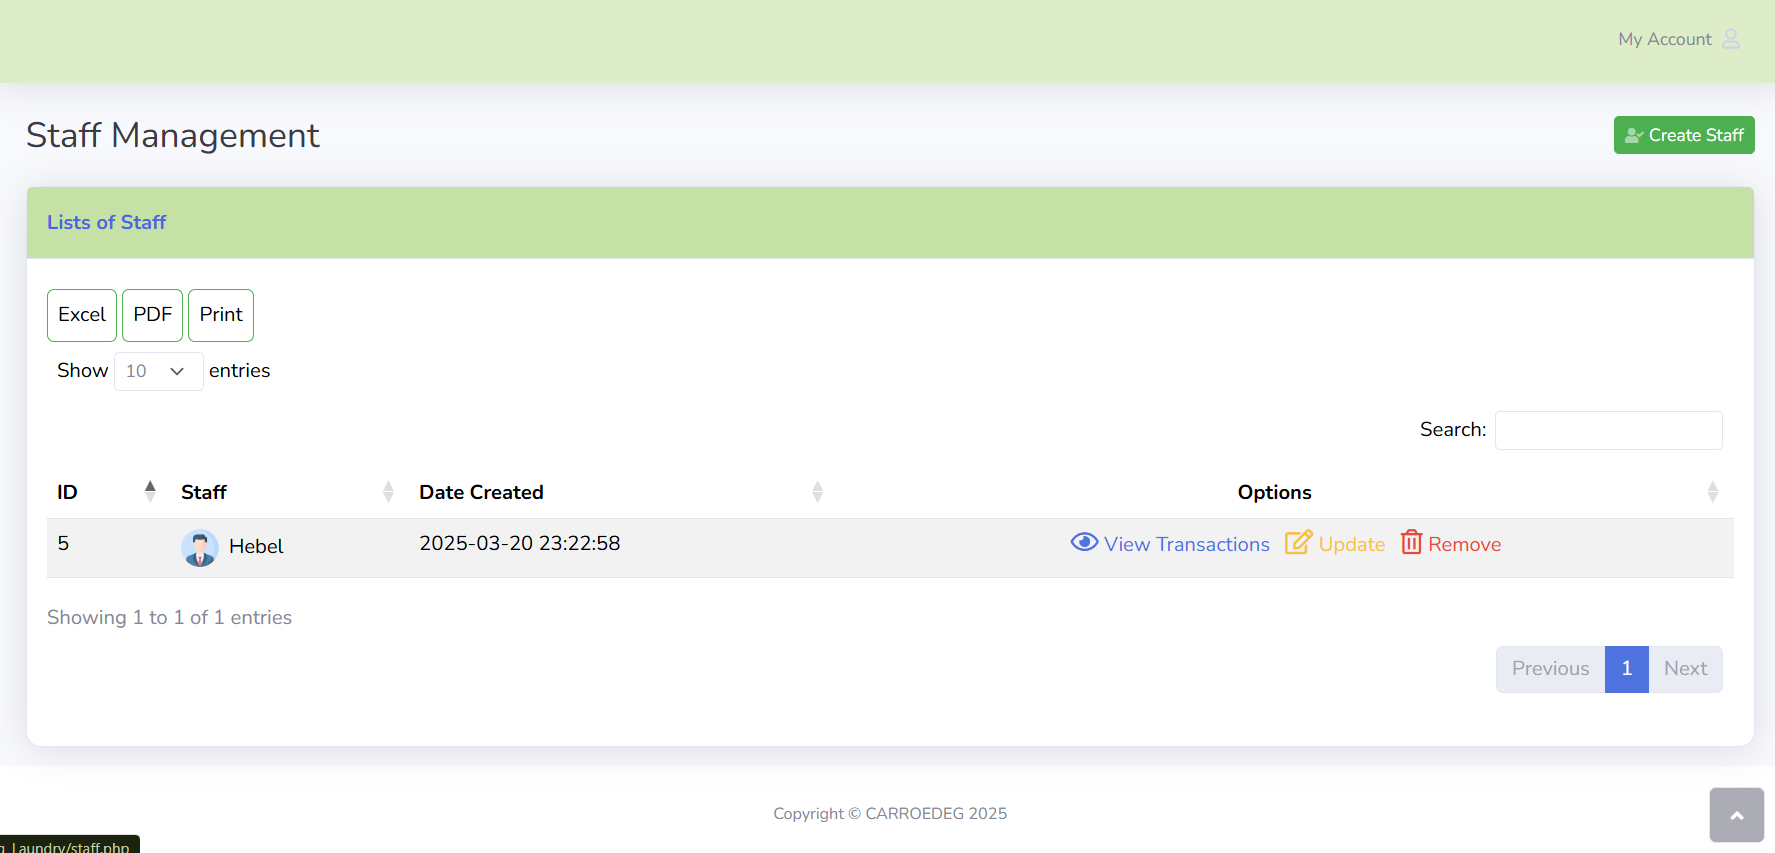 My Account
Staff Management
Create Staff
Lists of Staff
Excel PDF Print
Show 10 entries
Search:
ID Staff Date Created Options
5 Hebel 2025-03-20 23:22:58 View Transactions Update Remove
Showing 1 to 1 of 1 entries
Previous 1 Next
Copyright © CARROEDEG 2025
Laundry/staff.php